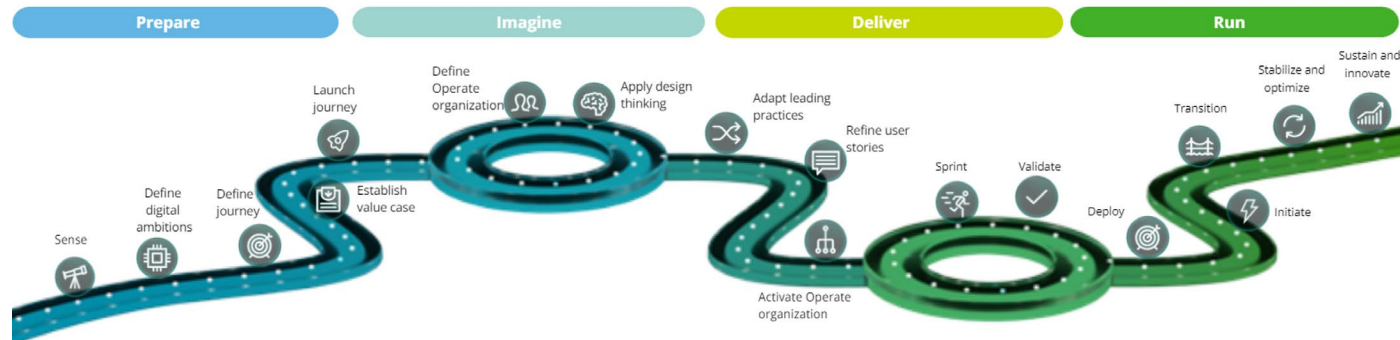 Prepare
Imagine
Deliver
Run
Sense
Define
digital
ambitions
Define
journey
Launch
journey
Establish
value case
Define
Operate
organization
Apply design
thinking
Adapt leading
practices
Refine user
stories
Activate Operate
organization
Sprint
Validate
Deploy
Initiate
Transition
Stabilize and
optimize
Sustain and
innovate